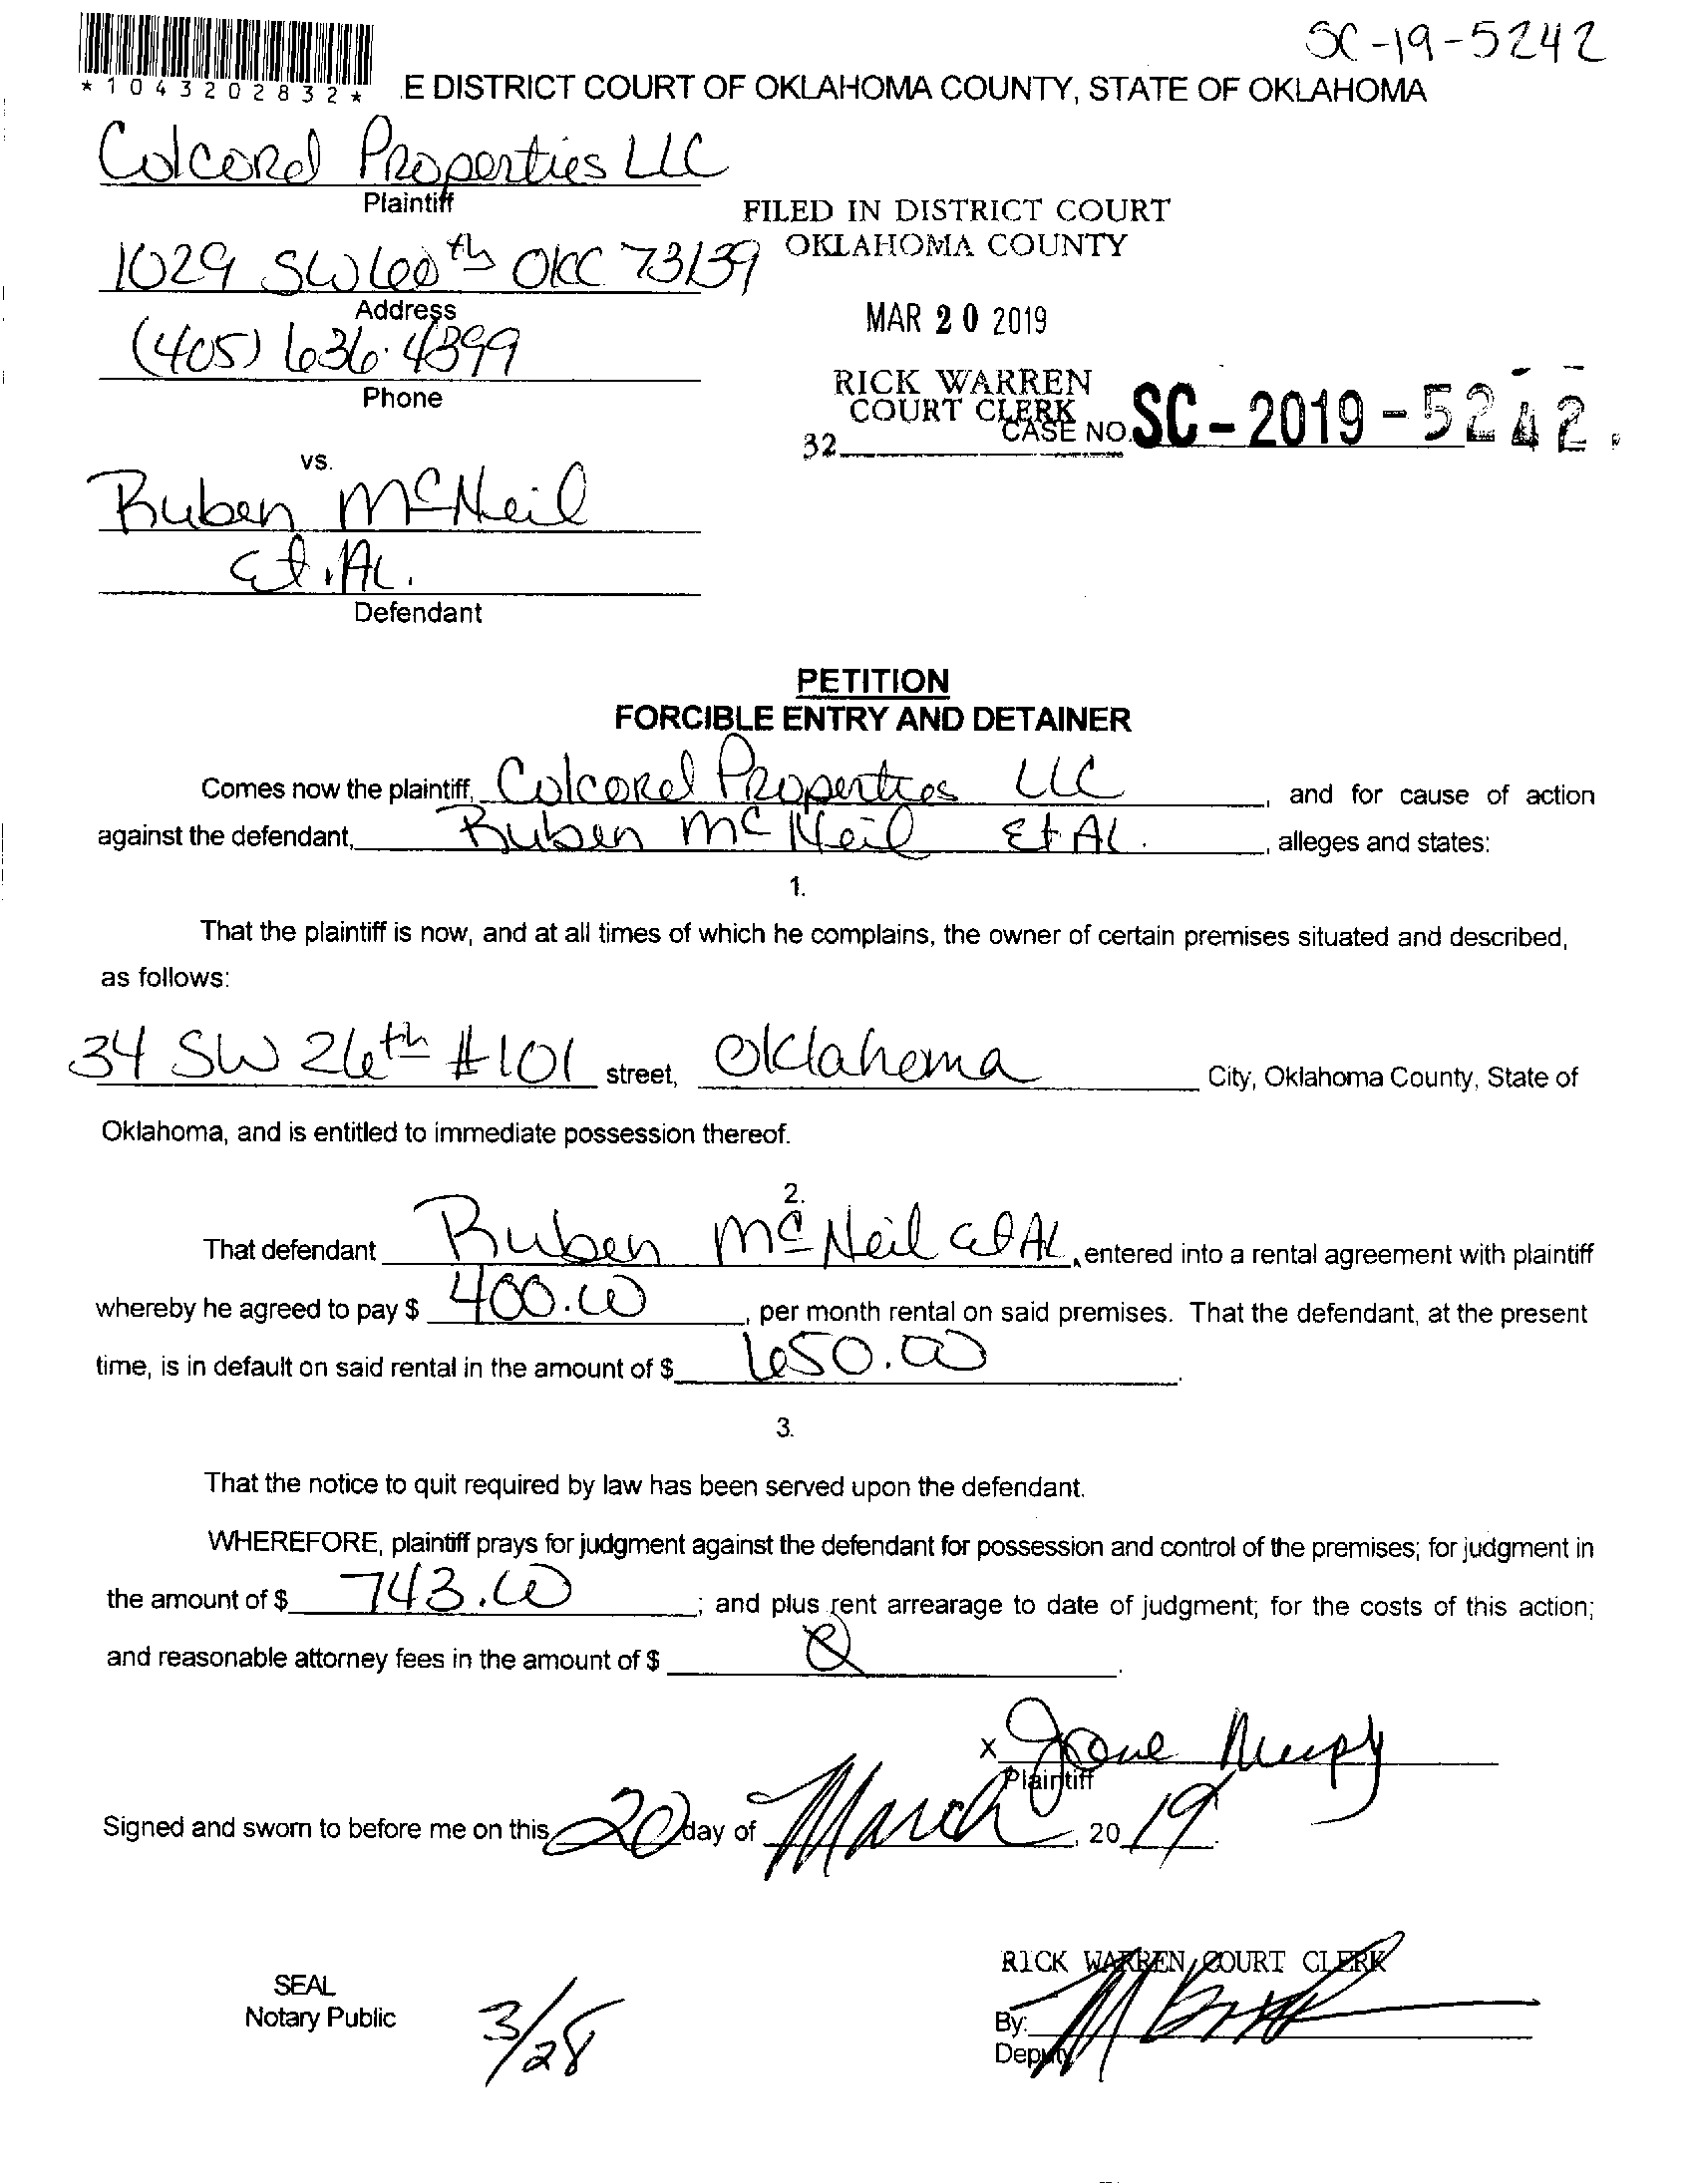 SC-19-5242
*1043202832*
E DISTRICT COURT OF OKLAHOMA COUNTY, STATE OF OKLAHOMA
Colcord Properties LLC
Plaintiff
FILED IN DISTRICT COURT
OKLAHOMA COUNTY
1029 SW 60th OKC 73139
Address
MAR 20 2019
(405) 636-4399
Phone
RICK WARREN
COURT CLERK
CASE NO. SC-2019-5242.
32
VS.
Ruben McNeil
Et. AL.
Defendant
PETITION
FORCIBLE ENTRY AND DETAINER
Comes now the plaintiff, Colcord Properties LLC, and for cause of action
against the defendant, Ruben McNeil Et AL., alleges and states:
1.
That the plaintiff is now, and at all times of which he complains, the owner of certain premises situated and described,
as follows:
34 SW 26th #101 street, Oklahoma City, Oklahoma County, State of
Oklahoma, and is entitled to immediate possession thereof.
2.
That defendant Ruben McNeil et AL, entered into a rental agreement with plaintiff
whereby he agreed to pay $ 400.00, per month rental on said premises. That the defendant, at the present
time, is in default on said rental in the amount of $ 650.00.
3.
That the notice to quit required by law has been served upon the defendant.
WHEREFORE, plaintiff prays for judgment against the defendant for possession and control of the premises; for judgment in
the amount of $ 743.00; and plus rent arrearage to date of judgment; for the costs of this action;
and reasonable attorney fees in the amount of $
x
Plaintiff
Signed and sworn to before me on this 20 day of March, 2019.
RICK WARREN, COURT CLERK
SEAL
Notary Public
3/28
By:
Deputy